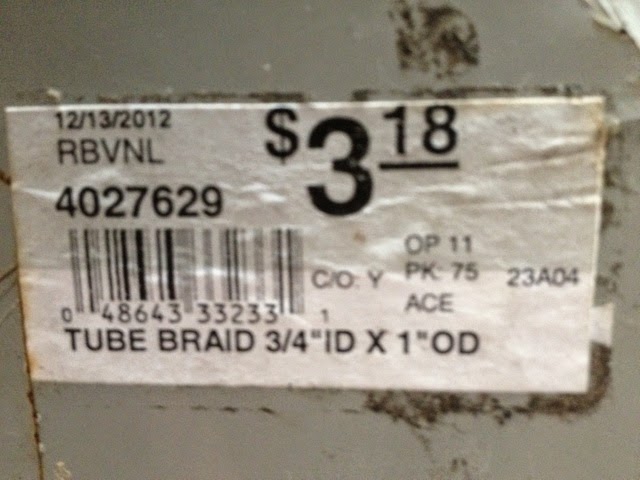 12/13/2012
RBVNL
$3 18
4027629
OP 11
C/O: Y PK: 75 23A04
ACE
0 48643 33233 1
TUBE BRAID 3/4"ID X 1"OD